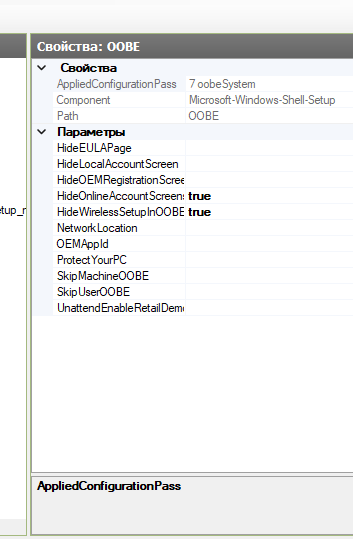 Свойства: OOBE
Свойства
AppliedConfigurationPass 7 oobeSystem
Component Microsoft-Windows-Shell-Setup
Path OOBE
Параметры
HideEULAPage
HideLocalAccountScreen
HideOEMRegistrationScree
HideOnlineAccountScreens true
HideWirelessSetupInOOBE true
etup_r
NetworkLocation
OEMAppId
ProtectYourPC
SkipMachineOOBE
SkipUserOOBE
UnattendEnableRetailDemo
AppliedConfigurationPass